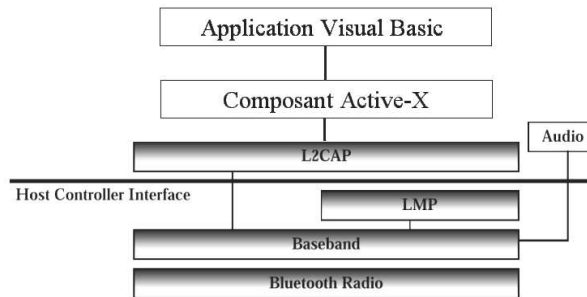 Application Visual Basic
Composant Active-X
Audio
L2CAP
Host Controller Interface
LMP
Baseband
Bluetooth Radio